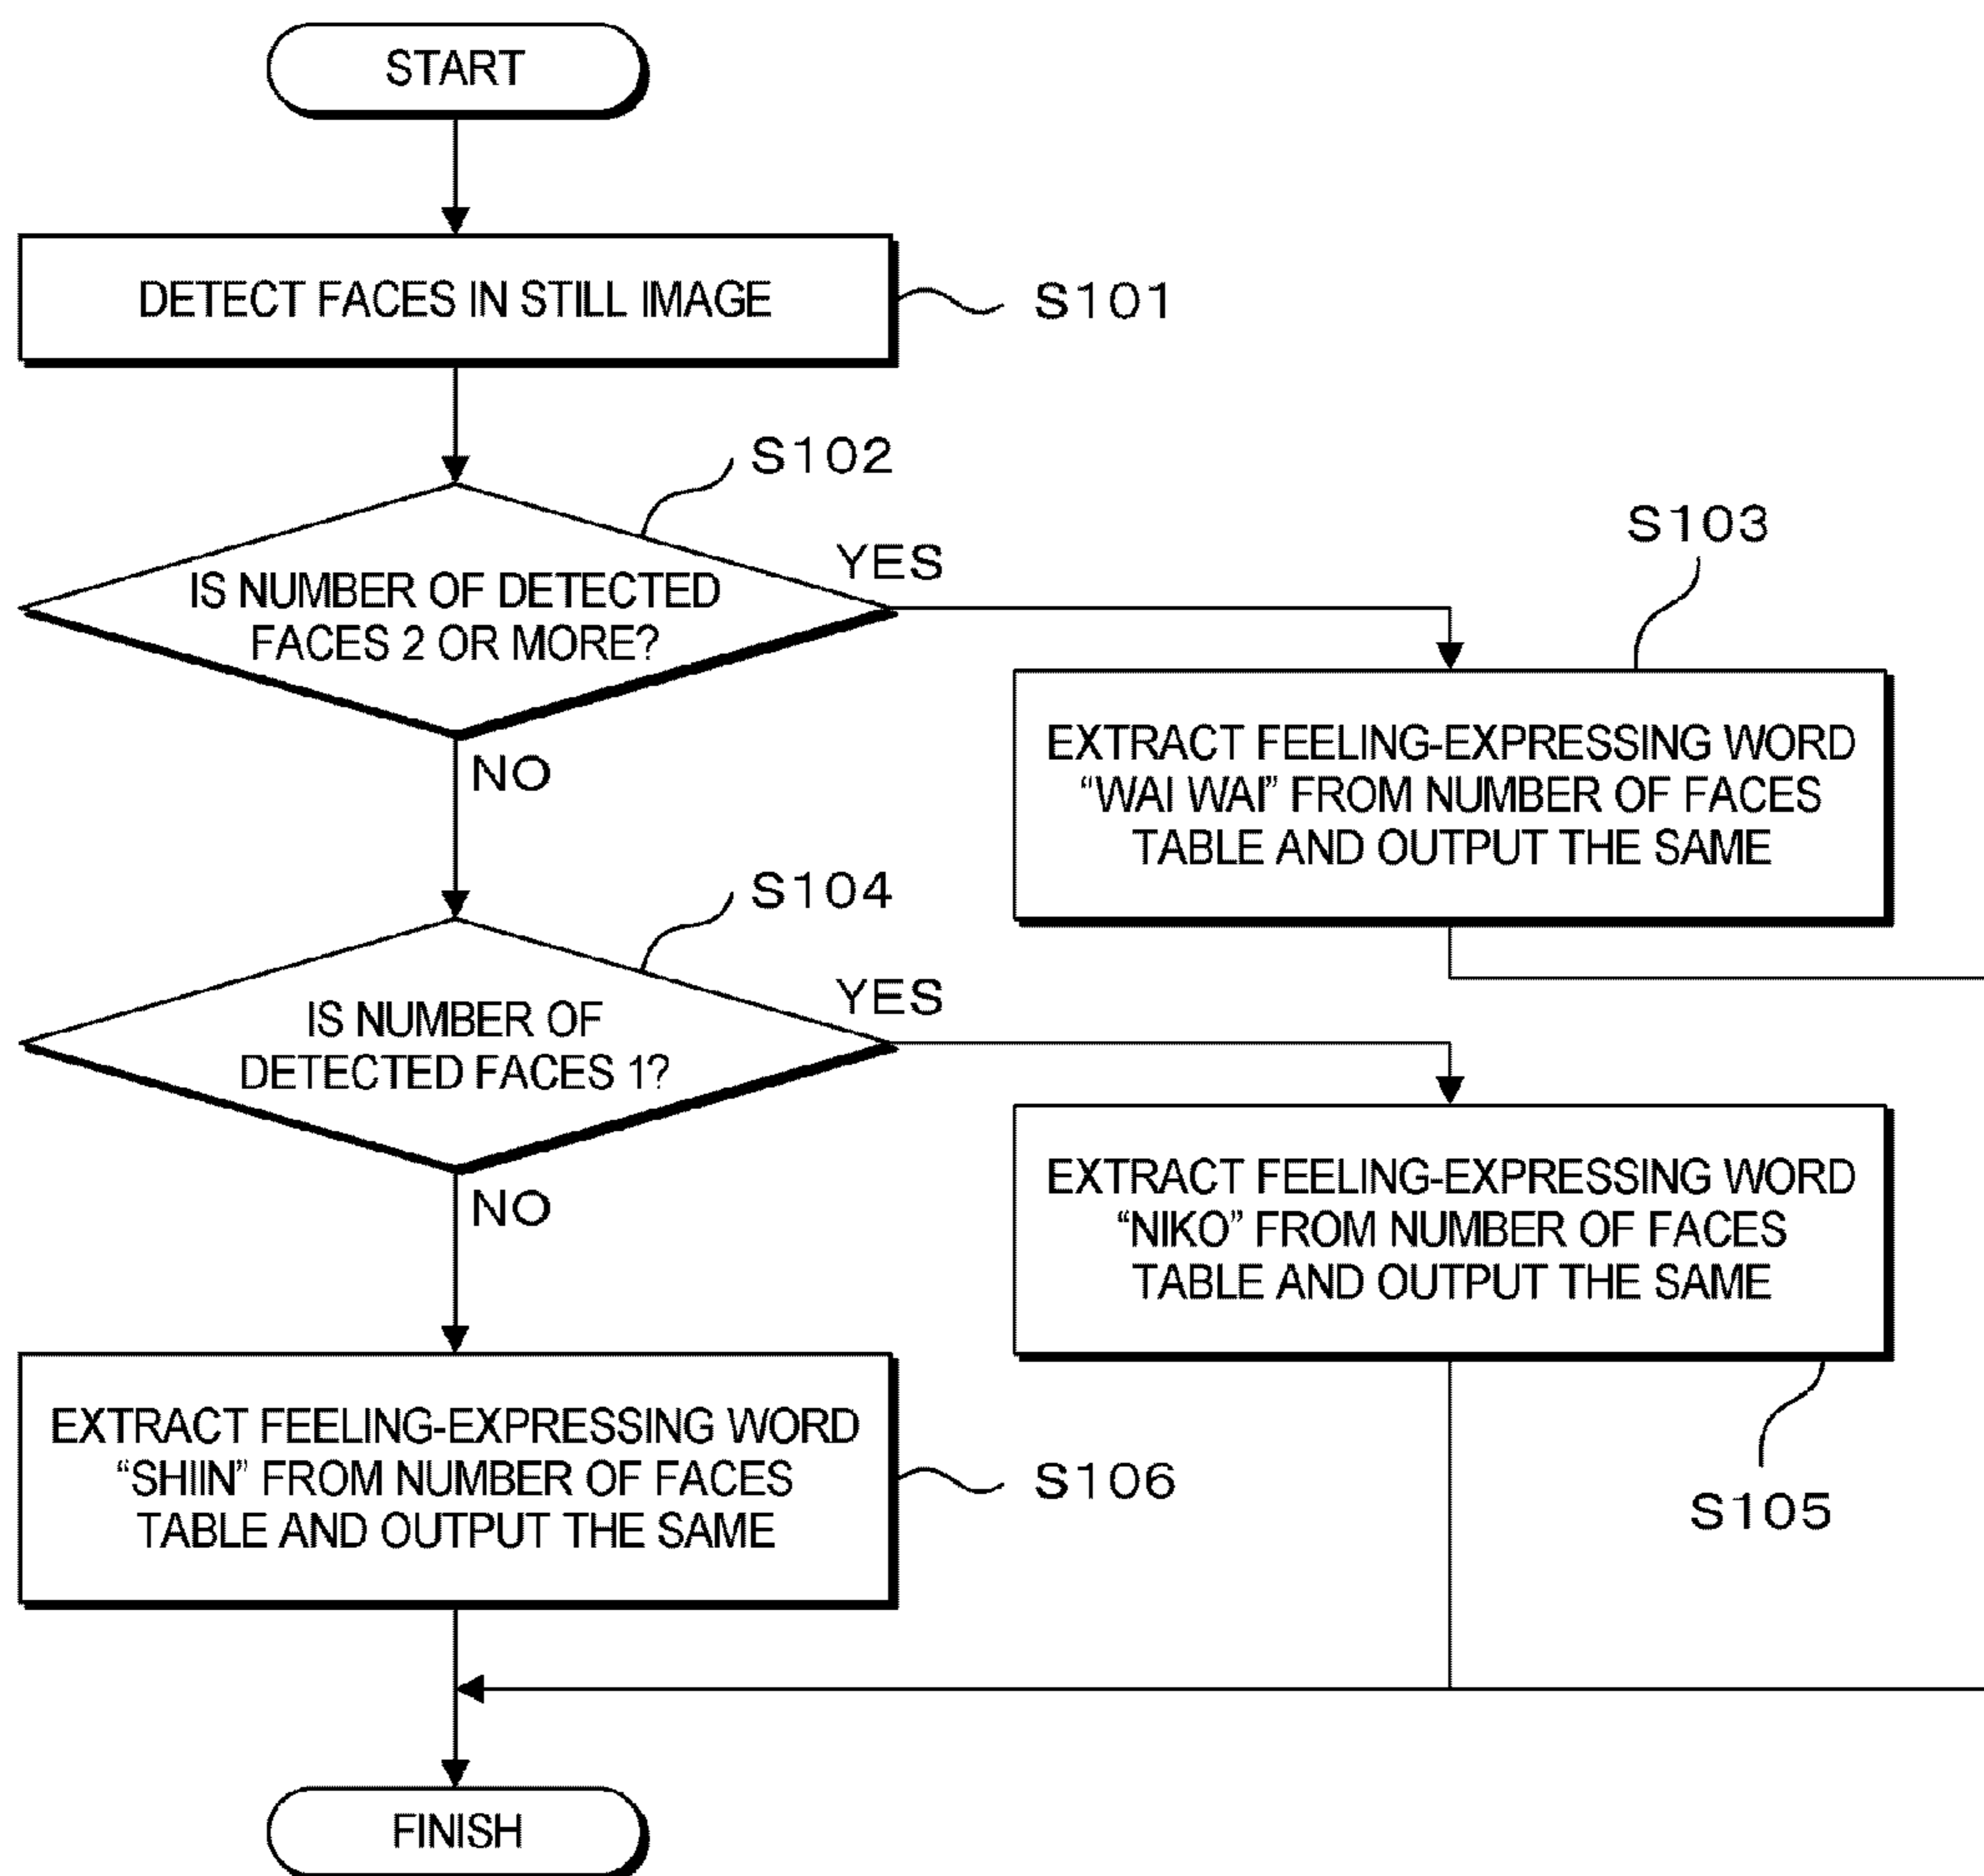 START
DETECT FACES IN STILL IMAGE
S101
S102
IS NUMBER OF DETECTED
FACES 2 OR MORE?
YES
NO
S103
EXTRACT FEELING-EXPRESSING WORD
“WAI WAI” FROM NUMBER OF FACES
TABLE AND OUTPUT THE SAME
S104
IS NUMBER OF
DETECTED FACES 1?
YES
NO
EXTRACT FEELING-EXPRESSING WORD
“NIKO” FROM NUMBER OF FACES
TABLE AND OUTPUT THE SAME
S105
EXTRACT FEELING-EXPRESSING WORD
“SHIIN” FROM NUMBER OF FACES
TABLE AND OUTPUT THE SAME
S106
FINISH